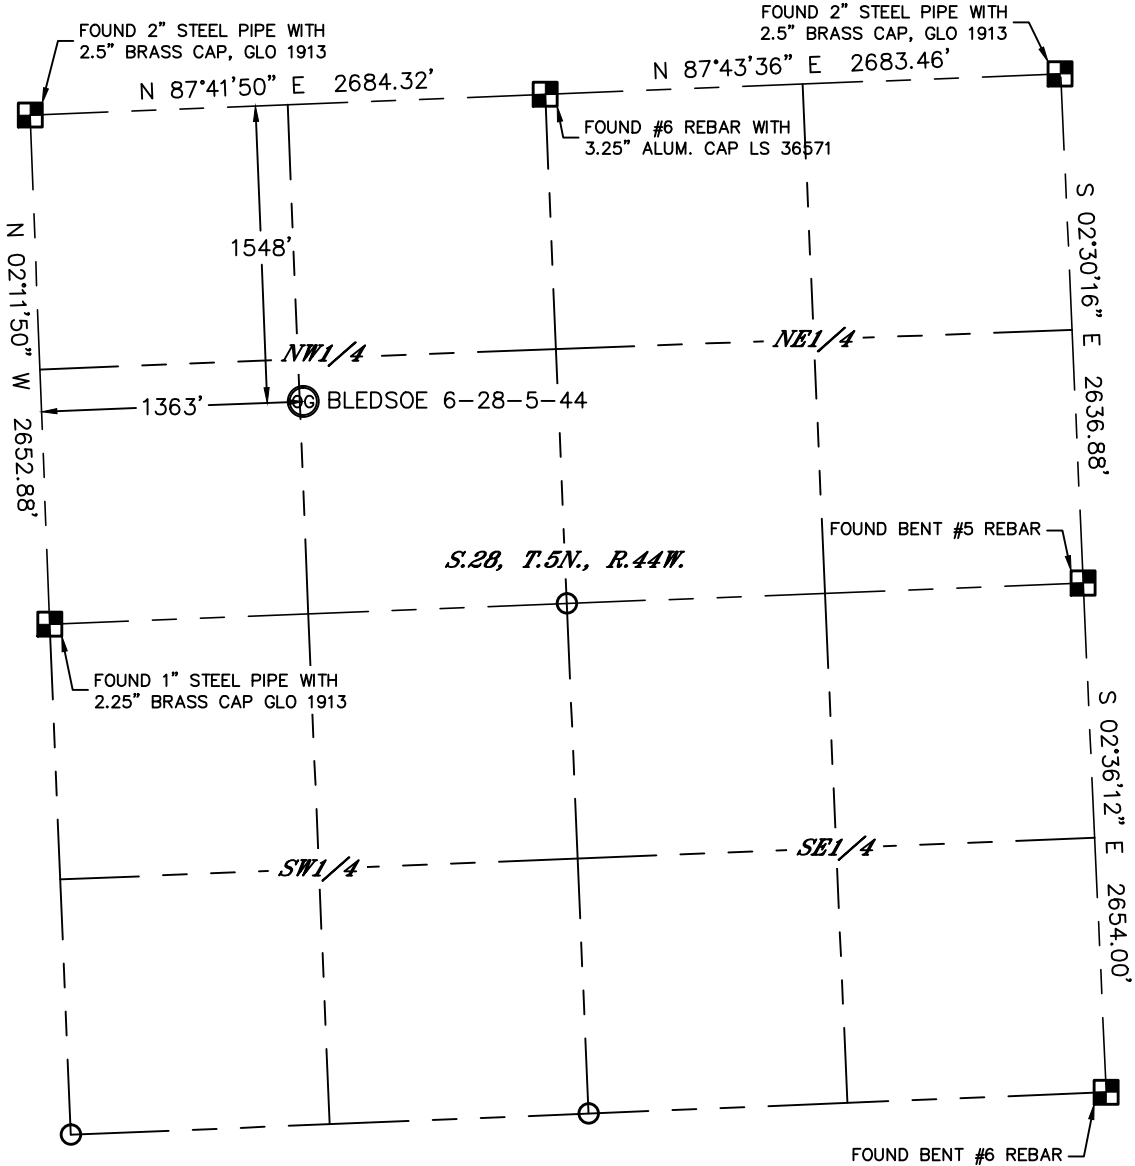 FOUND 2” STEEL PIPE WITH
2.5” BRASS CAP, GLO 1913
FOUND 2” STEEL PIPE WITH
2.5” BRASS CAP, GLO 1913
N 87°41'50” E 2684.32'
N 87°43'36” E 2683.46'
FOUND #6 REBAR WITH
3.25” ALUM. CAP LS 36571
N 02°11'50” W 2652.88'
1548'
S 02°30'16” E 2636.88'
NW1/4
NE1/4
1363'
OG
BLEDSOE 6-28-5-44
FOUND BENT #5 REBAR
S.28, T.5N., R.44W.
FOUND 1” STEEL PIPE WITH
2.25” BRASS CAP GLO 1913
S 02°36'12” E 2654.00'
SW1/4
SE1/4
FOUND BENT #6 REBAR